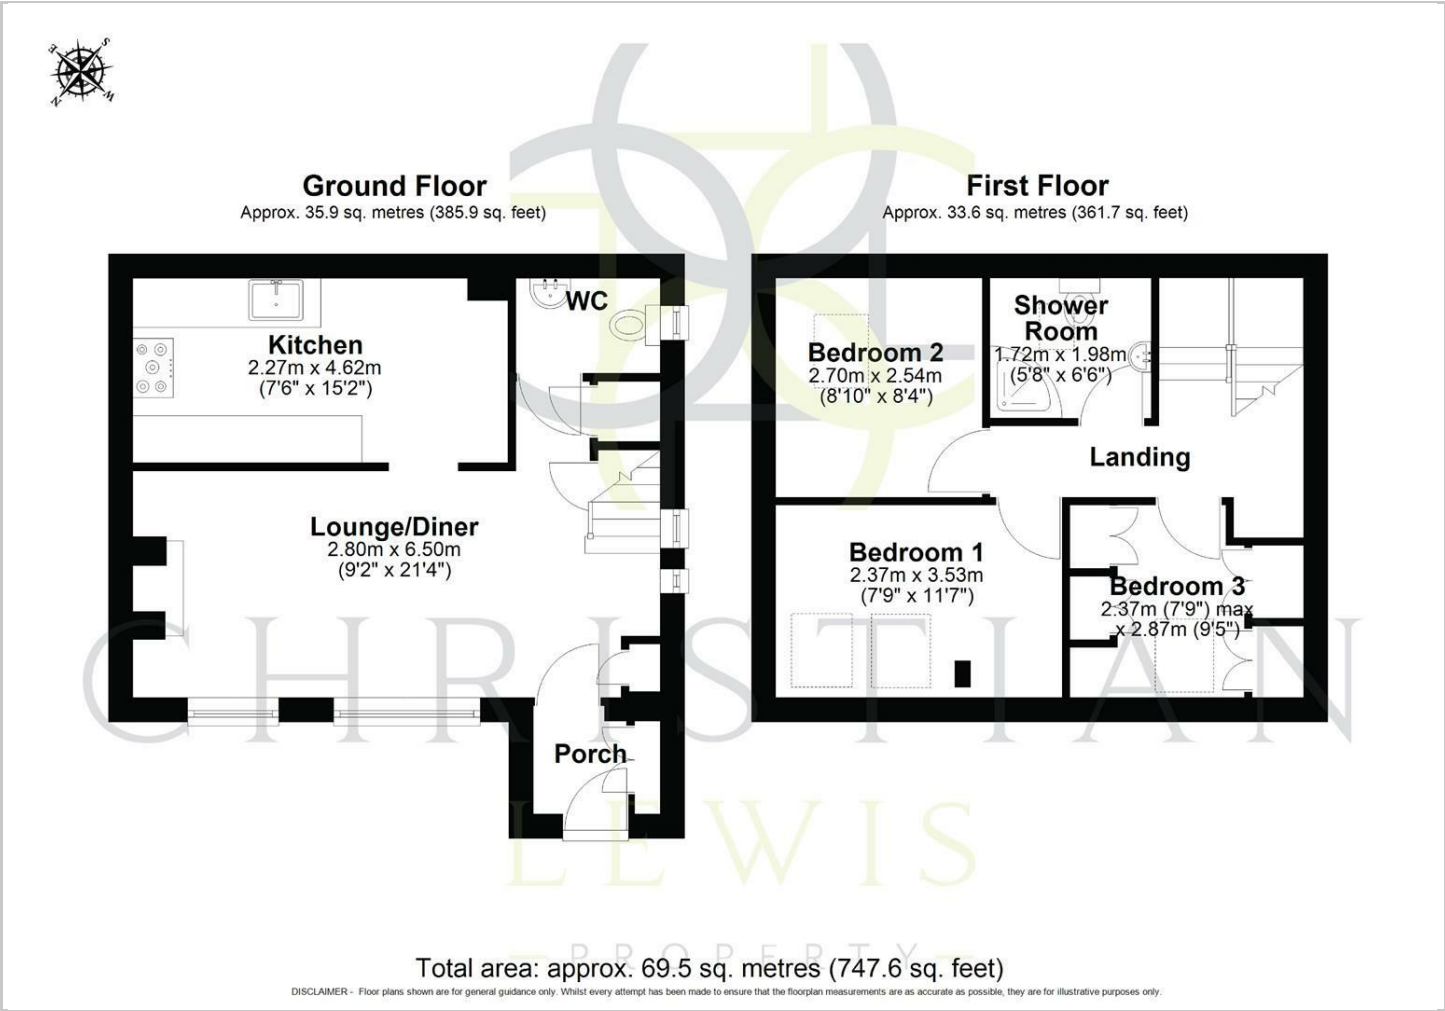 S
E
W
N
Ground Floor
Approx. 35.9 sq. metres (385.9 sq. feet)
First Floor
Approx. 33.6 sq. metres (361.7 sq. feet)
WC
Kitchen
2.27m x 4.62m
(7'6" x 15'2")
Lounge/Diner
2.80m x 6.50m
(9'2" x 21'4")
Porch
Bedroom 2
2.70m x 2.54m
(8'10" x 8'4")
Shower
Room
1.72m x 1.98m
(5'8" x 6'6")
Landing
Bedroom 1
2.37m x 3.53m
(7'9" x 11'7")
Bedroom 3
2.37m (7'9") max
x 2.87m (9'5")
CHRISTIAN
LEWIS
PROPERTY
Total area: approx. 69.5 sq. metres (747.6 sq. feet)
DISCLAIMER - Floor plans shown are for general guidance only. Whilst every attempt has been made to ensure that the floorplan measurements are as accurate as possible, they are for illustrative purposes only.